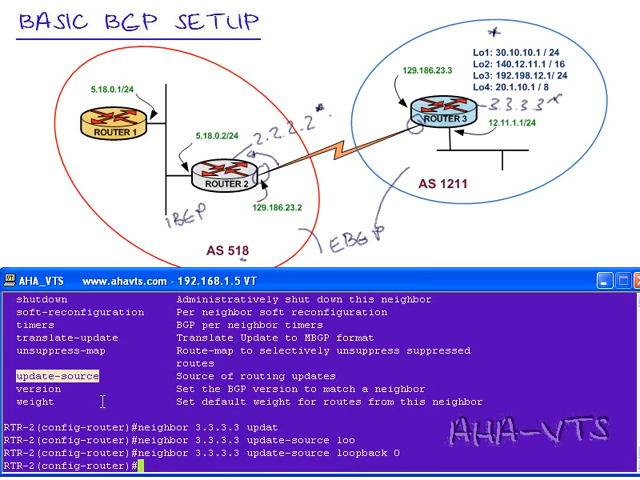 BASIC BGP SETUP
*
Lo1: 30.10.10.1 / 24
Lo2: 140.12.11.1 / 16
Lo3: 192.198.12.1/ 24
Lo4: 20.1.10.1 / 8
129.186.23.3
5.18.0.1/24
3.3.3.3*
ROUTER 3
12.11.1.1/24
ROUTER 1
5.18.0.2/24
2.2.2.2*
ROUTER 2
AS 1211
129.186.23.2
iBGP
EBGP
AS 518
AHA_VTS www.ahavts.com - 192.168.1.5 VT
shutdown Administratively shut down this neighbor
soft-reconfiguration Per neighbor soft reconfiguration
timers BGP per neighbor timers
translate-update Translate Update to MBGP format
unsuppress-map Route-map to selectively unsuppress suppressed
routes
update-source Source of routing updates
version Set the BGP version to match a neighbor
weight Set default weight for routes from this neighbor
RTR-2(config-router)#neighbor 3.3.3.3 updat
RTR-2(config-router)#neighbor 3.3.3.3 update-source loo
RTR-2(config-router)#neighbor 3.3.3.3 update-source loopback 0
RTR-2(config-router)#
AHA-VTS